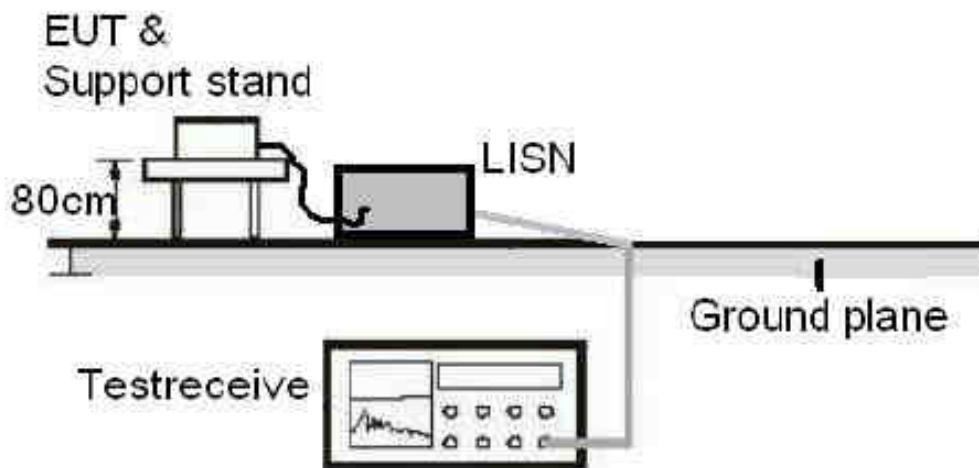 EUT &
Support stand
LISN
80cm
Ground plane
Testreceive